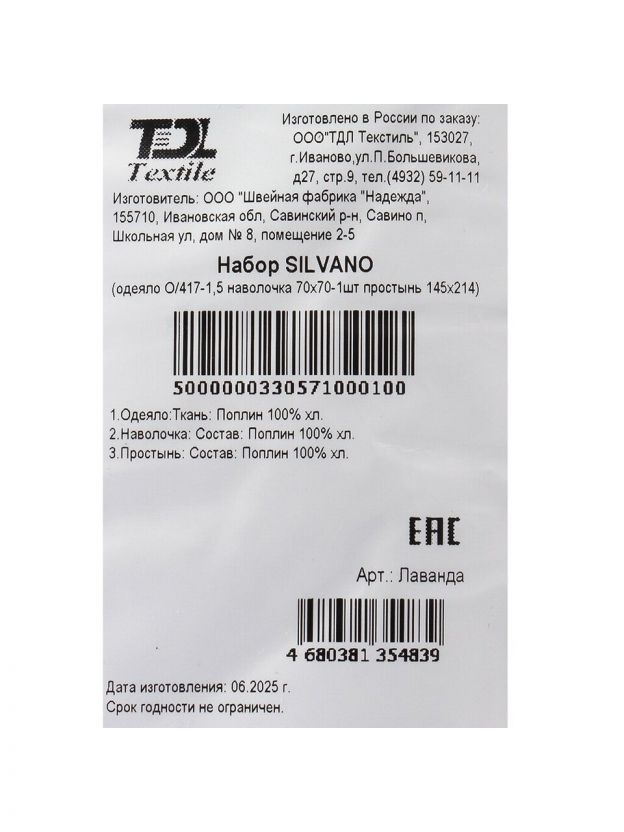 TDL
Textile
Изготовлено в России по заказу:
ООО"ТДЛ Текстиль", 153027,
г.Иваново,ул.П.Большевикова,
д27, стр.9, тел.(4932) 59-11-11
Изготовитель: ООО "Швейная фабрика "Надежда",
155710, Ивановская обл, Савинский р-н, Савино п,
Школьная ул, дом № 8, помещение 2-5
Набор SILVANO
(одеяло О/417-1,5 наволочка 70х70-1шт простынь 145х214)
5000000330571000100
1.Одеяло:Ткань: Поплин 100% хл.
2.Наволочка: Состав: Поплин 100% хл.
3.Простынь: Состав: Поплин 100% хл.
EAC
Арт.: Лаванда
4 680381 354839
Дата изготовления: 06.2025 г.
Срок годности не ограничен.